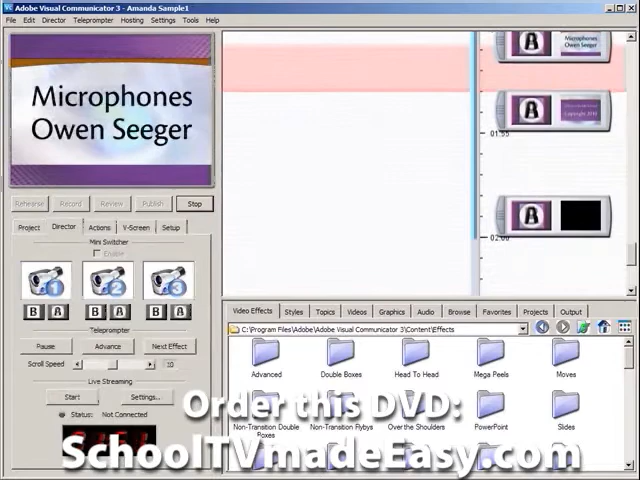 Adobe Visual Communicator 3 - Amanda Sample1
File Edit Director Teleprompter Hosting Settings Tools Help
Microphones
Owen Seeger
Microphones
Owen Seeger
Copyright 2010
01:55
02:00
Rehearse Record Review Publish Stop
Project Director Actions V-Screen Setup
Mini Switcher
Enable
1 2 3
B A B A B A
Teleprompter
Pause Advance Next Effect
Scroll Speed 10
Live Streaming
Start Settings...
Status: Not Connected
Video Effects Styles Topics Videos Graphics Audio Browse Favorites Projects Output
C:\Program Files\Adobe\Adobe Visual Communicator 3\Content\Effects
Advanced Double Boxes Head To Head Mega Peels Moves
Non-Transition Double Boxes Non-Transition Flybys Over the Shoulders PowerPoint Slides
Order this DVD:
SchoolTVmadeEasy.com